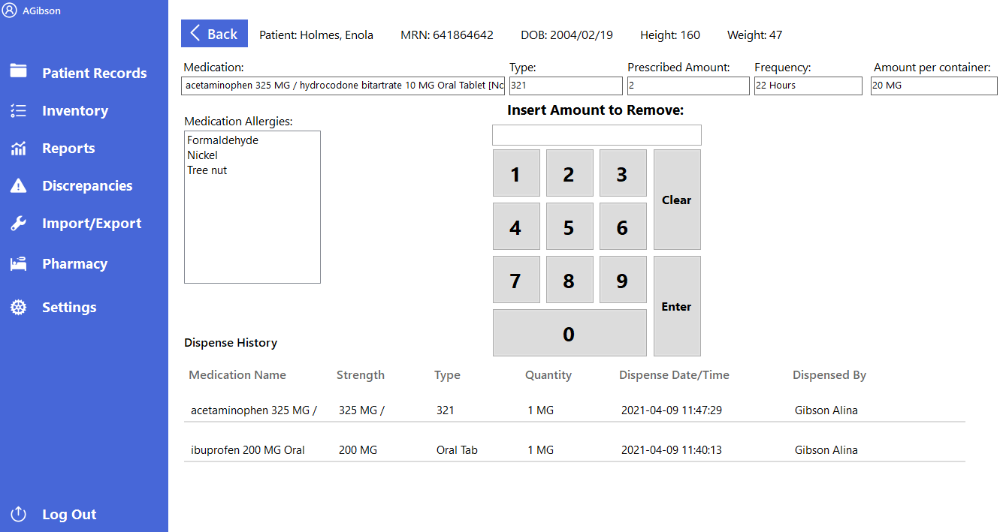 AGibson
Patient Records
Inventory
Reports
Discrepancies
Import/Export
Pharmacy
Settings
Log Out
Back Patient: Holmes, Enola MRN: 641864642 DOB: 2004/02/19 Height: 160 Weight: 47
Medication: Type: Prescribed Amount: Frequency: Amount per container:
acetaminophen 325 MG / hydrocodone bitartrate 10 MG Oral Tablet [Nc 321 2 22 Hours 20 MG
Insert Amount to Remove:
Medication Allergies:
Formaldehyde
Nickel
Tree nut
1 2 3 Clear
4 5 6
7 8 9 Enter
0
Dispense History
Medication Name Strength Type Quantity Dispense Date/Time Dispensed By
acetaminophen 325 MG / 325 MG / 321 1 MG 2021-04-09 11:47:29 Gibson Alina
ibuprofen 200 MG Oral 200 MG Oral Tab 1 MG 2021-04-09 11:40:13 Gibson Alina